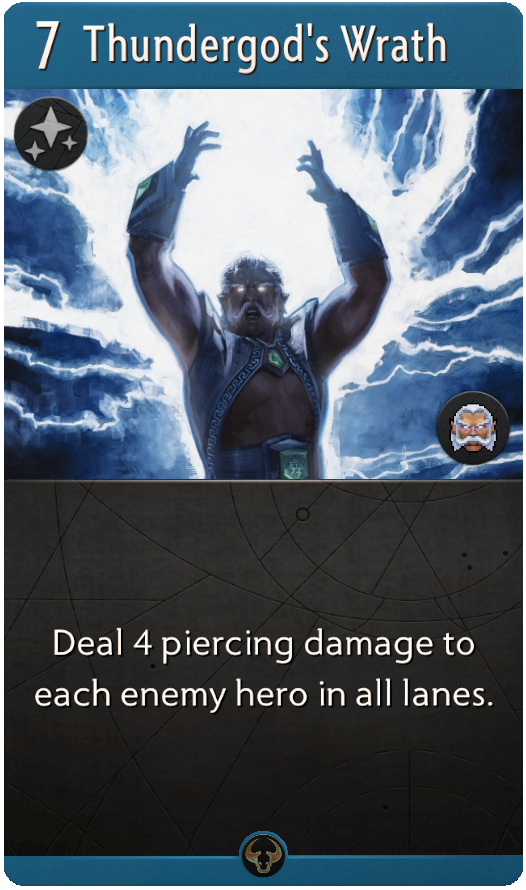 7 Thundergod's Wrath
Deal 4 piercing damage to
each enemy hero in all lanes.